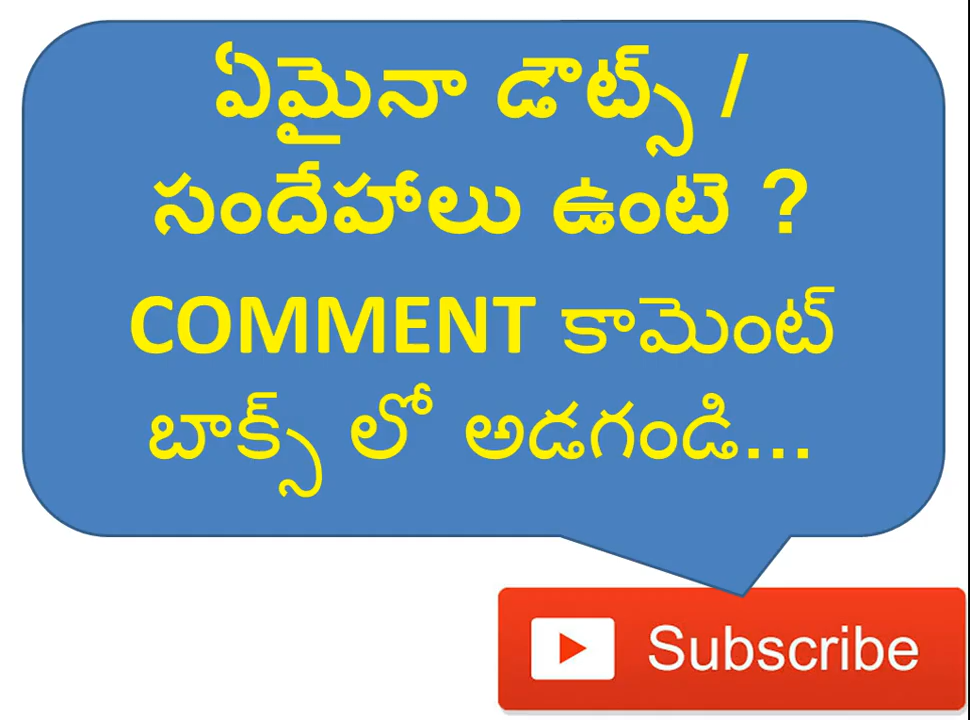 ఏమైనా డౌట్స్ /
సందేహాలు ఉంటె ?
COMMENT కామెంట్
బాక్స్ లో అడగండి...
Subscribe